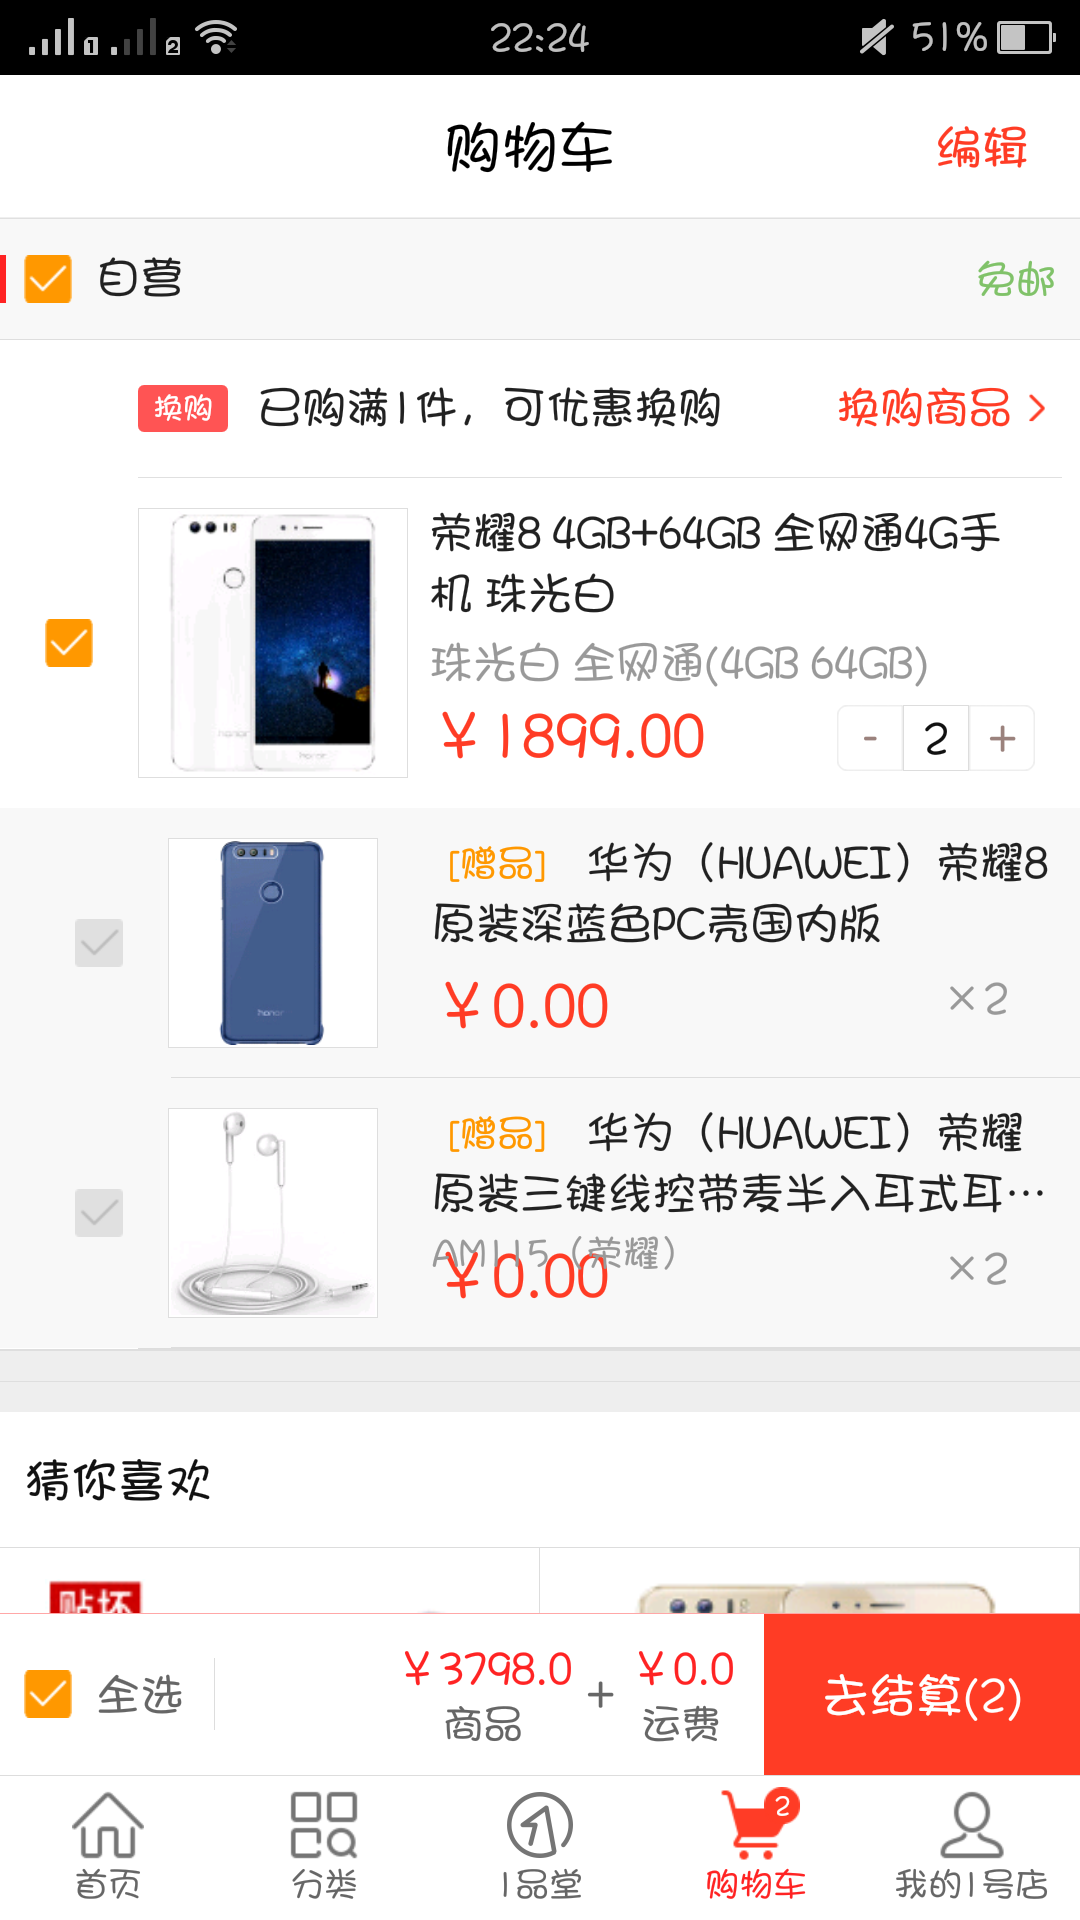 22:24
51%
购物车
编辑
自营
免邮
换购
已购满1件，可优惠换购
换购商品
荣耀8 4GB+64GB 全网通4G手
机 珠光白
珠光白 全网通(4GB 64GB)
￥1899.00
- 2 +
[赠品] 华为（HUAWEI）荣耀8
原装深蓝色PC壳国内版
￥0.00
×2
[赠品] 华为（HUAWEI）荣耀
原装三键线控带麦半入耳式耳…
AM115（荣耀）
￥0.00
×2
猜你喜欢
贴坏
全选
￥3798.0
商品
+
￥0.0
运费
去结算(2)
首页
分类
1品堂
2
购物车
我的1号店